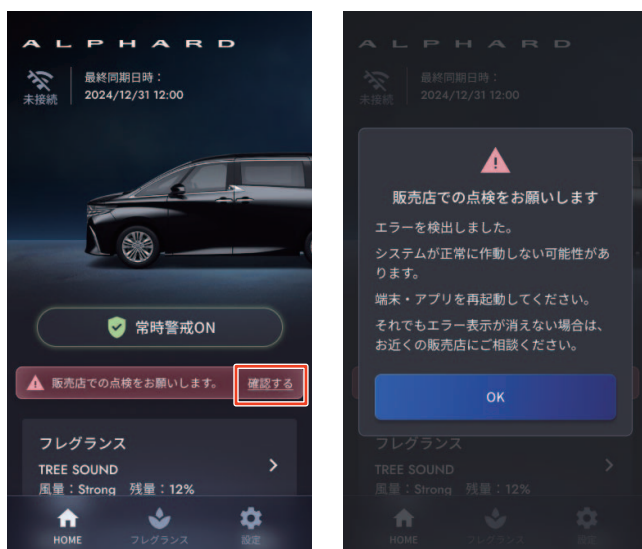 ALPHARD
未接続
最終同期日時：
2024/12/31 12:00
常時警戒ON
販売店での点検をお願いします。 確認する
フレグランス
TREE SOUND
風量：Strong 残量：12%
HOME フレグランス 設定
ALPHARD
未接続
最終同期日時：
2024/12/31 12:00
販売店での点検をお願いします
エラーを検出しました。
システムが正常に作動しない可能性があ
ります。
端末・アプリを再起動してください。
それでもエラー表示が消えない場合は、
お近くの販売店にご相談ください。
OK
フレグランス
TREE SOUND
風量：Strong 残量：12%
HOME フレグランス 設定